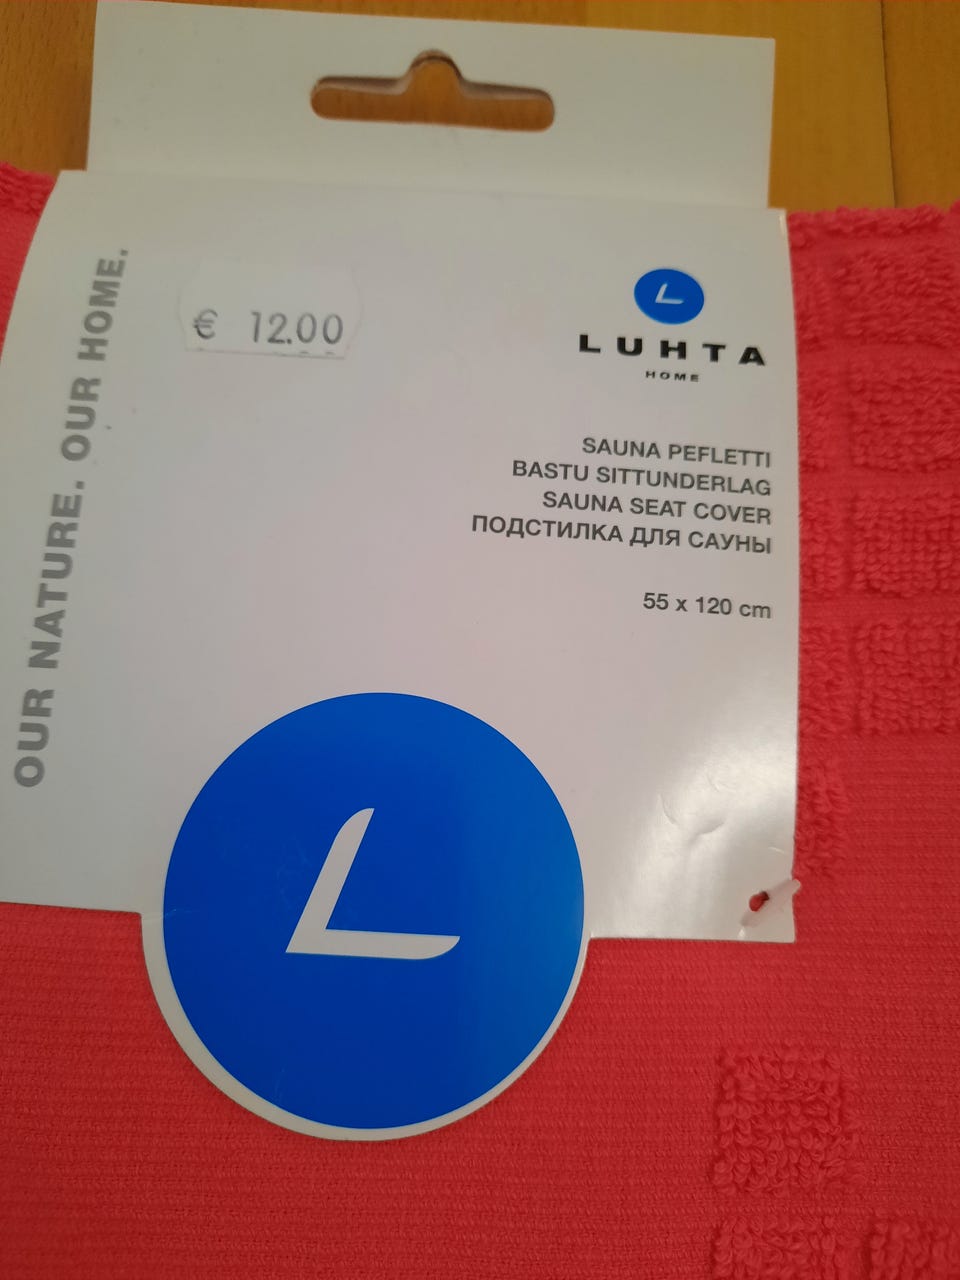 OUR NATURE. OUR HOME.
€ 12.00
L
LUHTA
HOME
SAUNA PEFLETTI
BASTU SITTUNDERLAG
SAUNA SEAT COVER
ПОДСТИЛКА ДЛЯ САУНЫ
55 x 120 cm
L